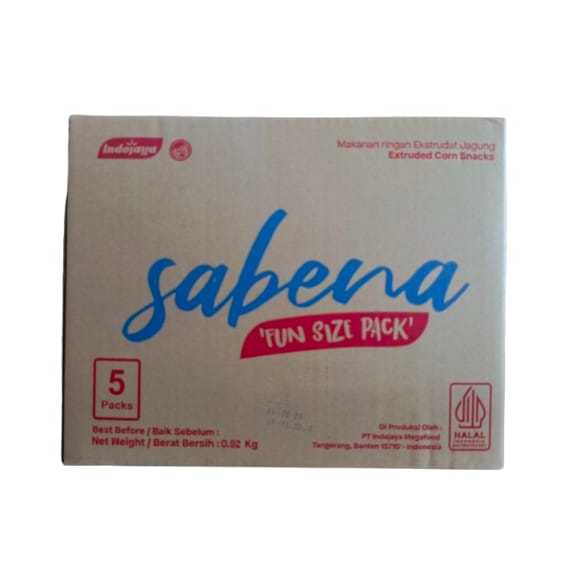 Indojaya
Makanan ringan Ekstrudat Jagung
Extruded Corn Snacks
sabena
'FUN SIZE PACK'
5
Packs
Best Before / Baik Sebelum :
Net Weight / Berat Bersih : 0.92 Kg
Di Produksi Oleh :
PT Indojaya Megafood
Tangerang, Banten 15710 - Indonesia
HALAL
INDONESIA